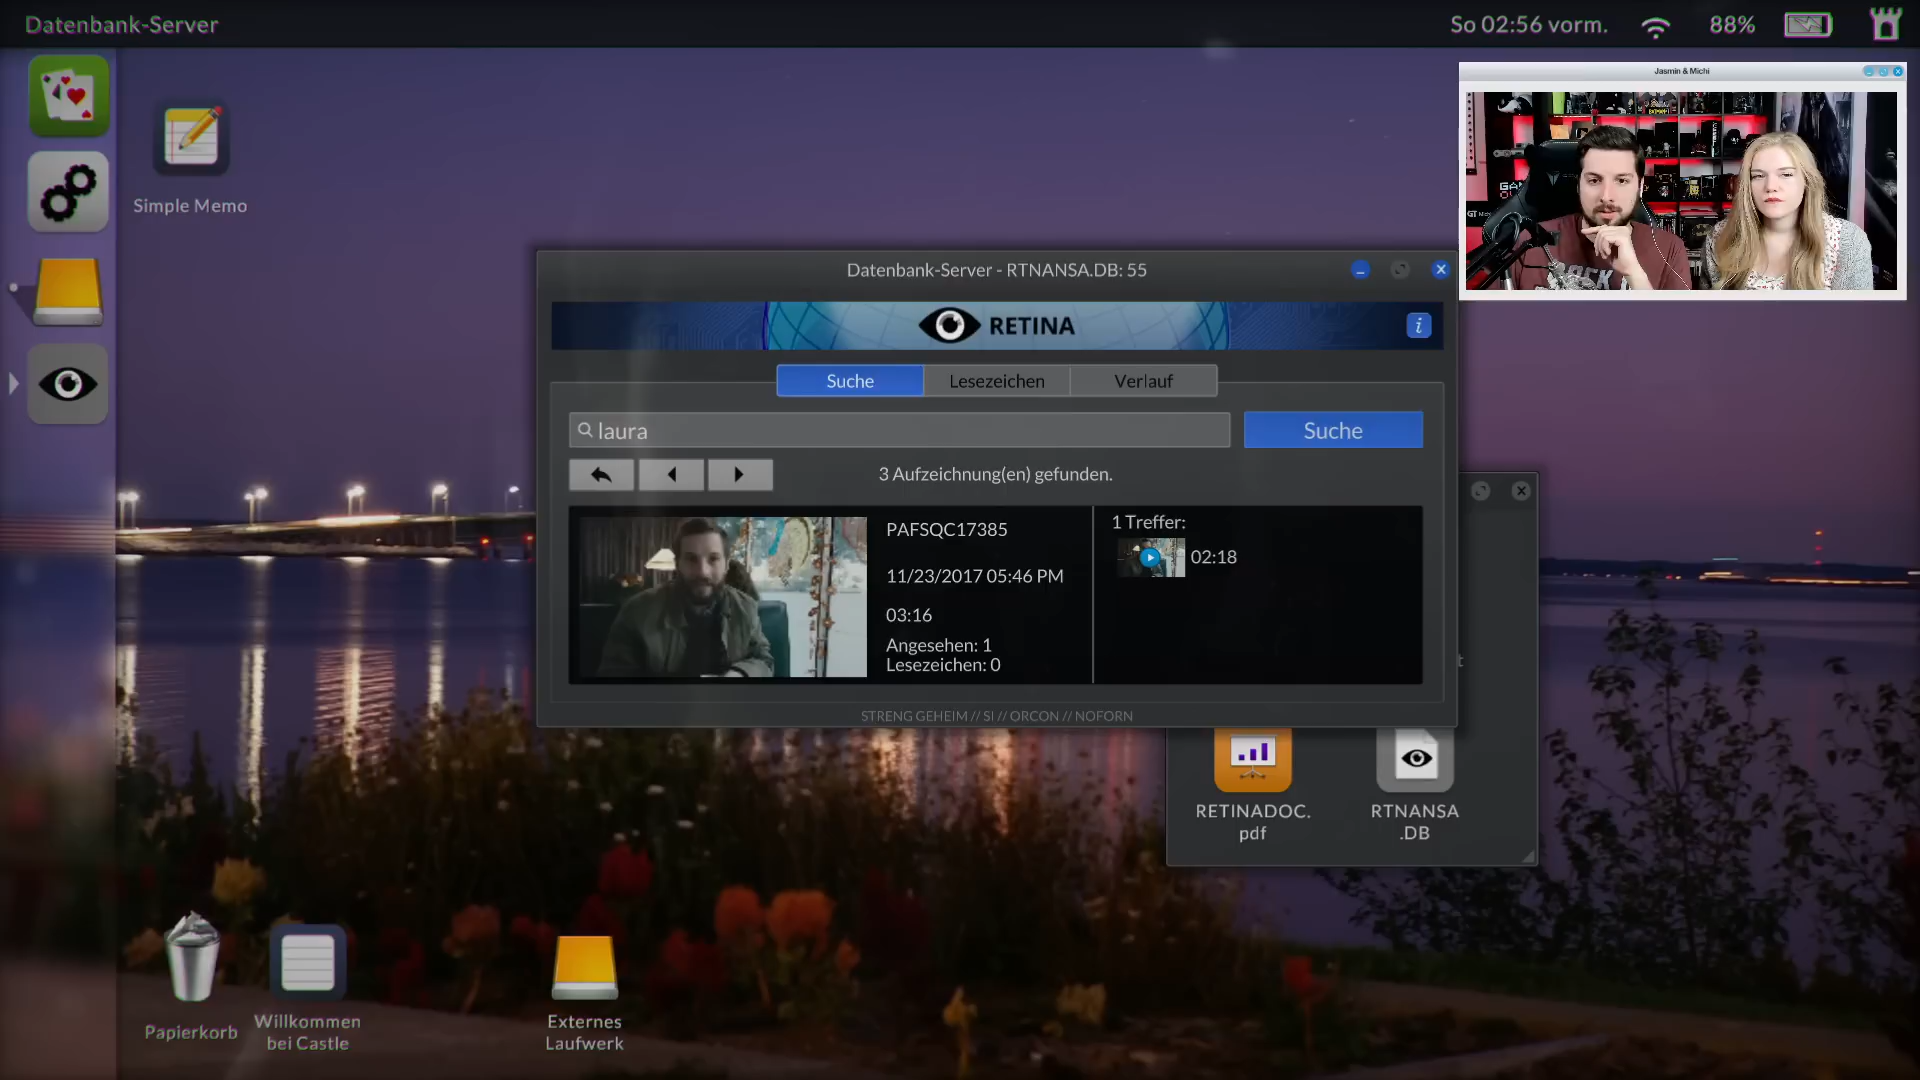 Datenbank-Server
So 02:56 vorm.
88%
Simple Memo
Jasmin & Michi
Datenbank-Server - RTNANSA.DB: 55
RETINA
i
Suche
Lesezeichen
Verlauf
laura
Suche
3 Aufzeichnung(en) gefunden.
PAFSQC17385
11/23/2017 05:46 PM
03:16
Angesehen: 1
Lesezeichen: 0
1 Treffer:
02:18
STRENG GEHEIM // SI // ORCON // NOFORN
RETINADOC.
pdf
RTNANSA
.DB
Papierkorb
Willkommen
bei Castle
Externes
Laufwerk